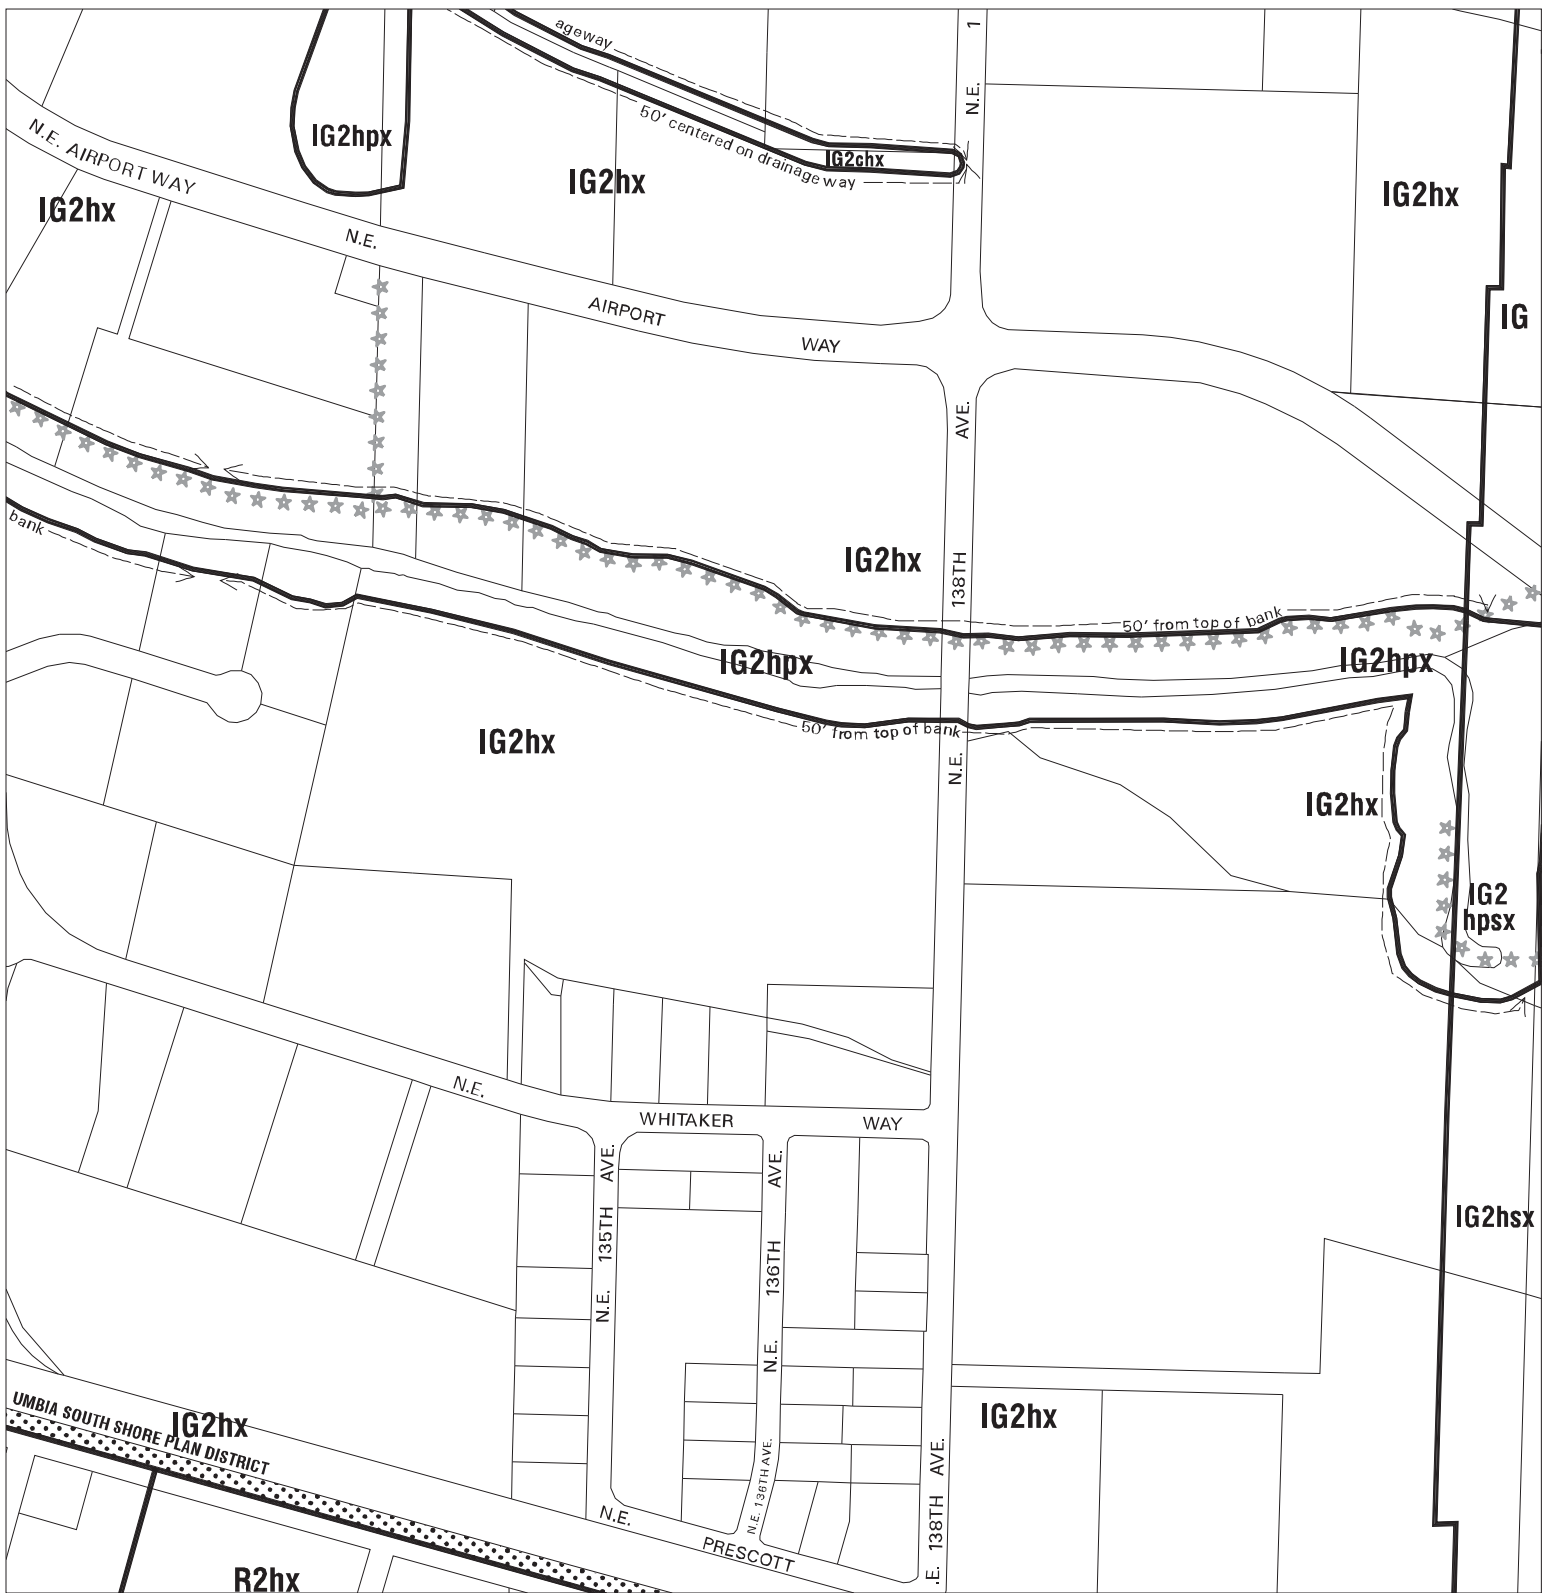 1
ageway
N.E.
50' centered on drainage way
IG2chx
IG2hpx
N.E. AIRPORT WAY
IG2hx
IG2hx
IG2hx
N.E.
AIRPORT
WAY
IG
AVE.
138TH
IG2hx
bank
50' from top of bank
IG2hpx
IG2hpx
50' from top of bank
IG2hx
N.E.
IG2hx
IG2
hpsx
N.E.
WHITAKER
WAY
AVE.
135TH
N.E.
AVE.
136TH
N.E.
IG2hsx
UMBIA SOUTH SHORE PLAN DISTRICT
IG2hx
IG2hx
N.E. 136TH AVE.
AVE.
138TH
.E.
N.E.
PRESCOTT
R2hx